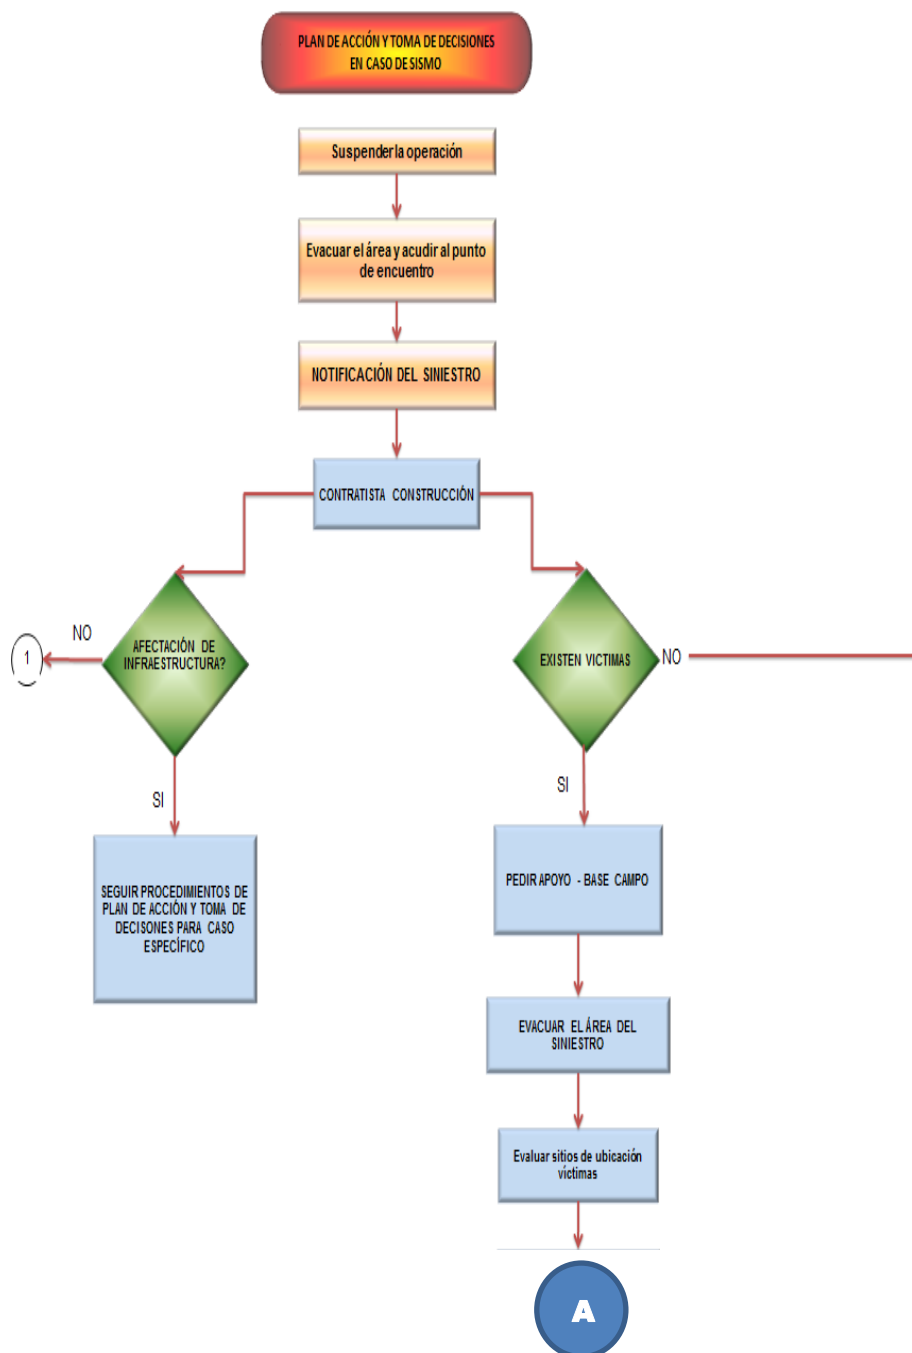 PLAN DE ACCIÓN Y TOMA DE DECISIONES
EN CASO DE SISMO
Suspender la operación
Evacuar el área y acudir al punto
de encuentro
NOTIFICACIÓN DEL SINIESTRO
CONTRATISTA CONSTRUCCIÓN
AFECTACIÓN DE
INFRAESTRUCTURA?
NO
1
SI
SEGUIR PROCEDIMIENTOS DE
PLAN DE ACCIÓN Y TOMA DE
DECISONES PARA CASO
ESPECÍFICO
EXISTEN VICTIMAS
NO
SI
PEDIR APOYO - BASE CAMPO
EVACUAR EL ÁREA DEL
SINIESTRO
Evaluar sitios de ubicación
víctimas
A